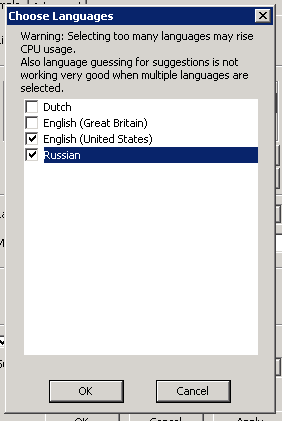 Choose Languages
Warning: Selecting too many languages may rise
CPU usage.
Also language guessing for suggestions is not
working very good when multiple languages are
selected.
Dutch
English (Great Britain)
English (United States)
Russian
OK
Cancel